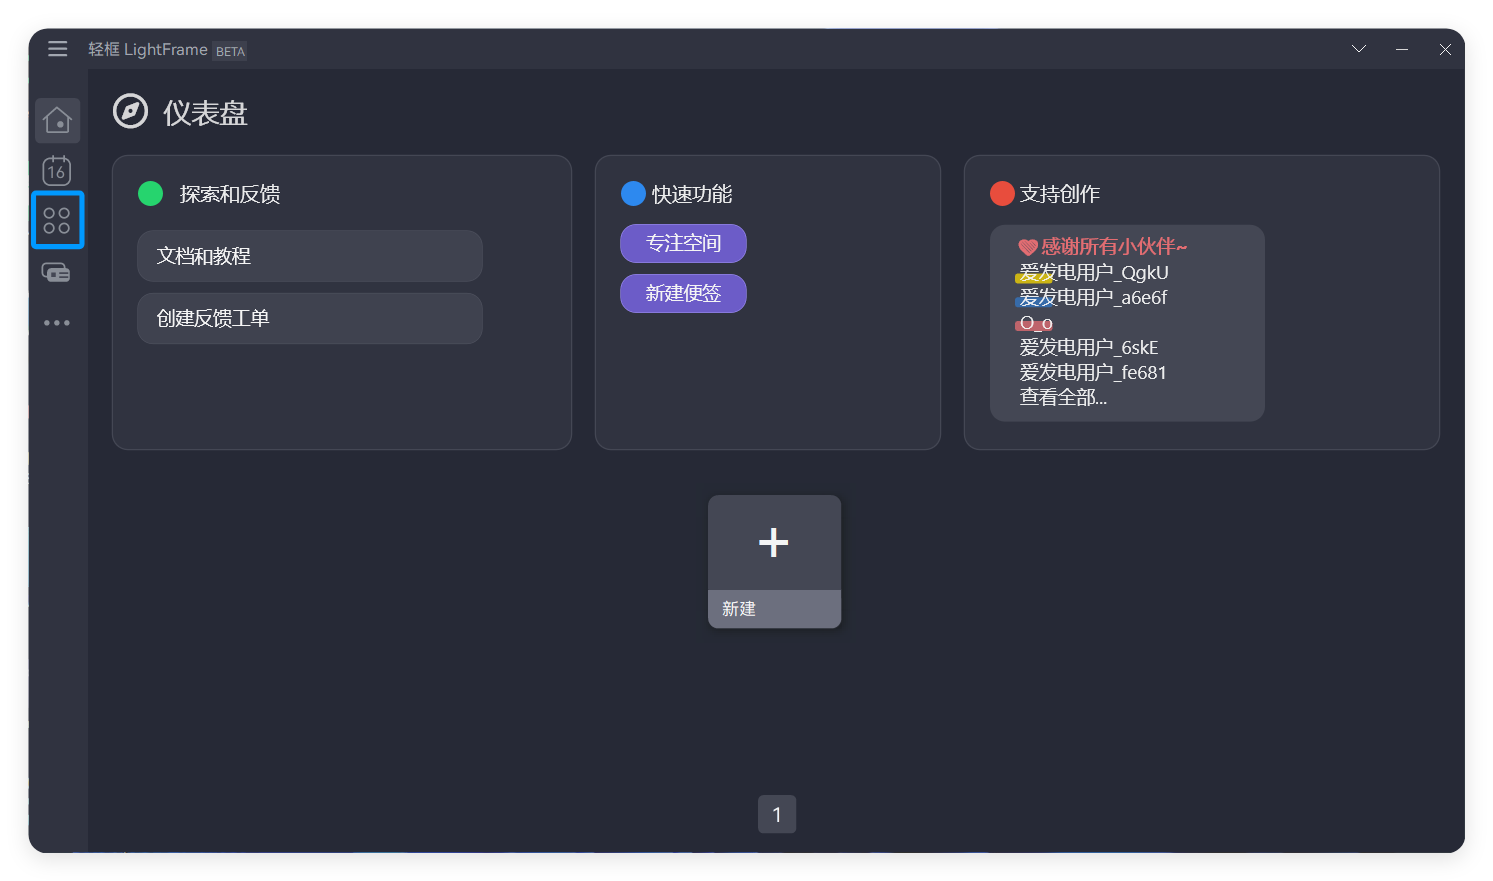 轻框 LightFrame BETA
仪表盘
16
探索和反馈
文档和教程
创建反馈工单
快速功能
专注空间
新建便签
支持创作
感谢所有小伙伴~
爱发电用户_QgkU
爱发电用户_a6e6f
O_o
爱发电用户_6skE
爱发电用户_fe681
查看全部...
新建
1